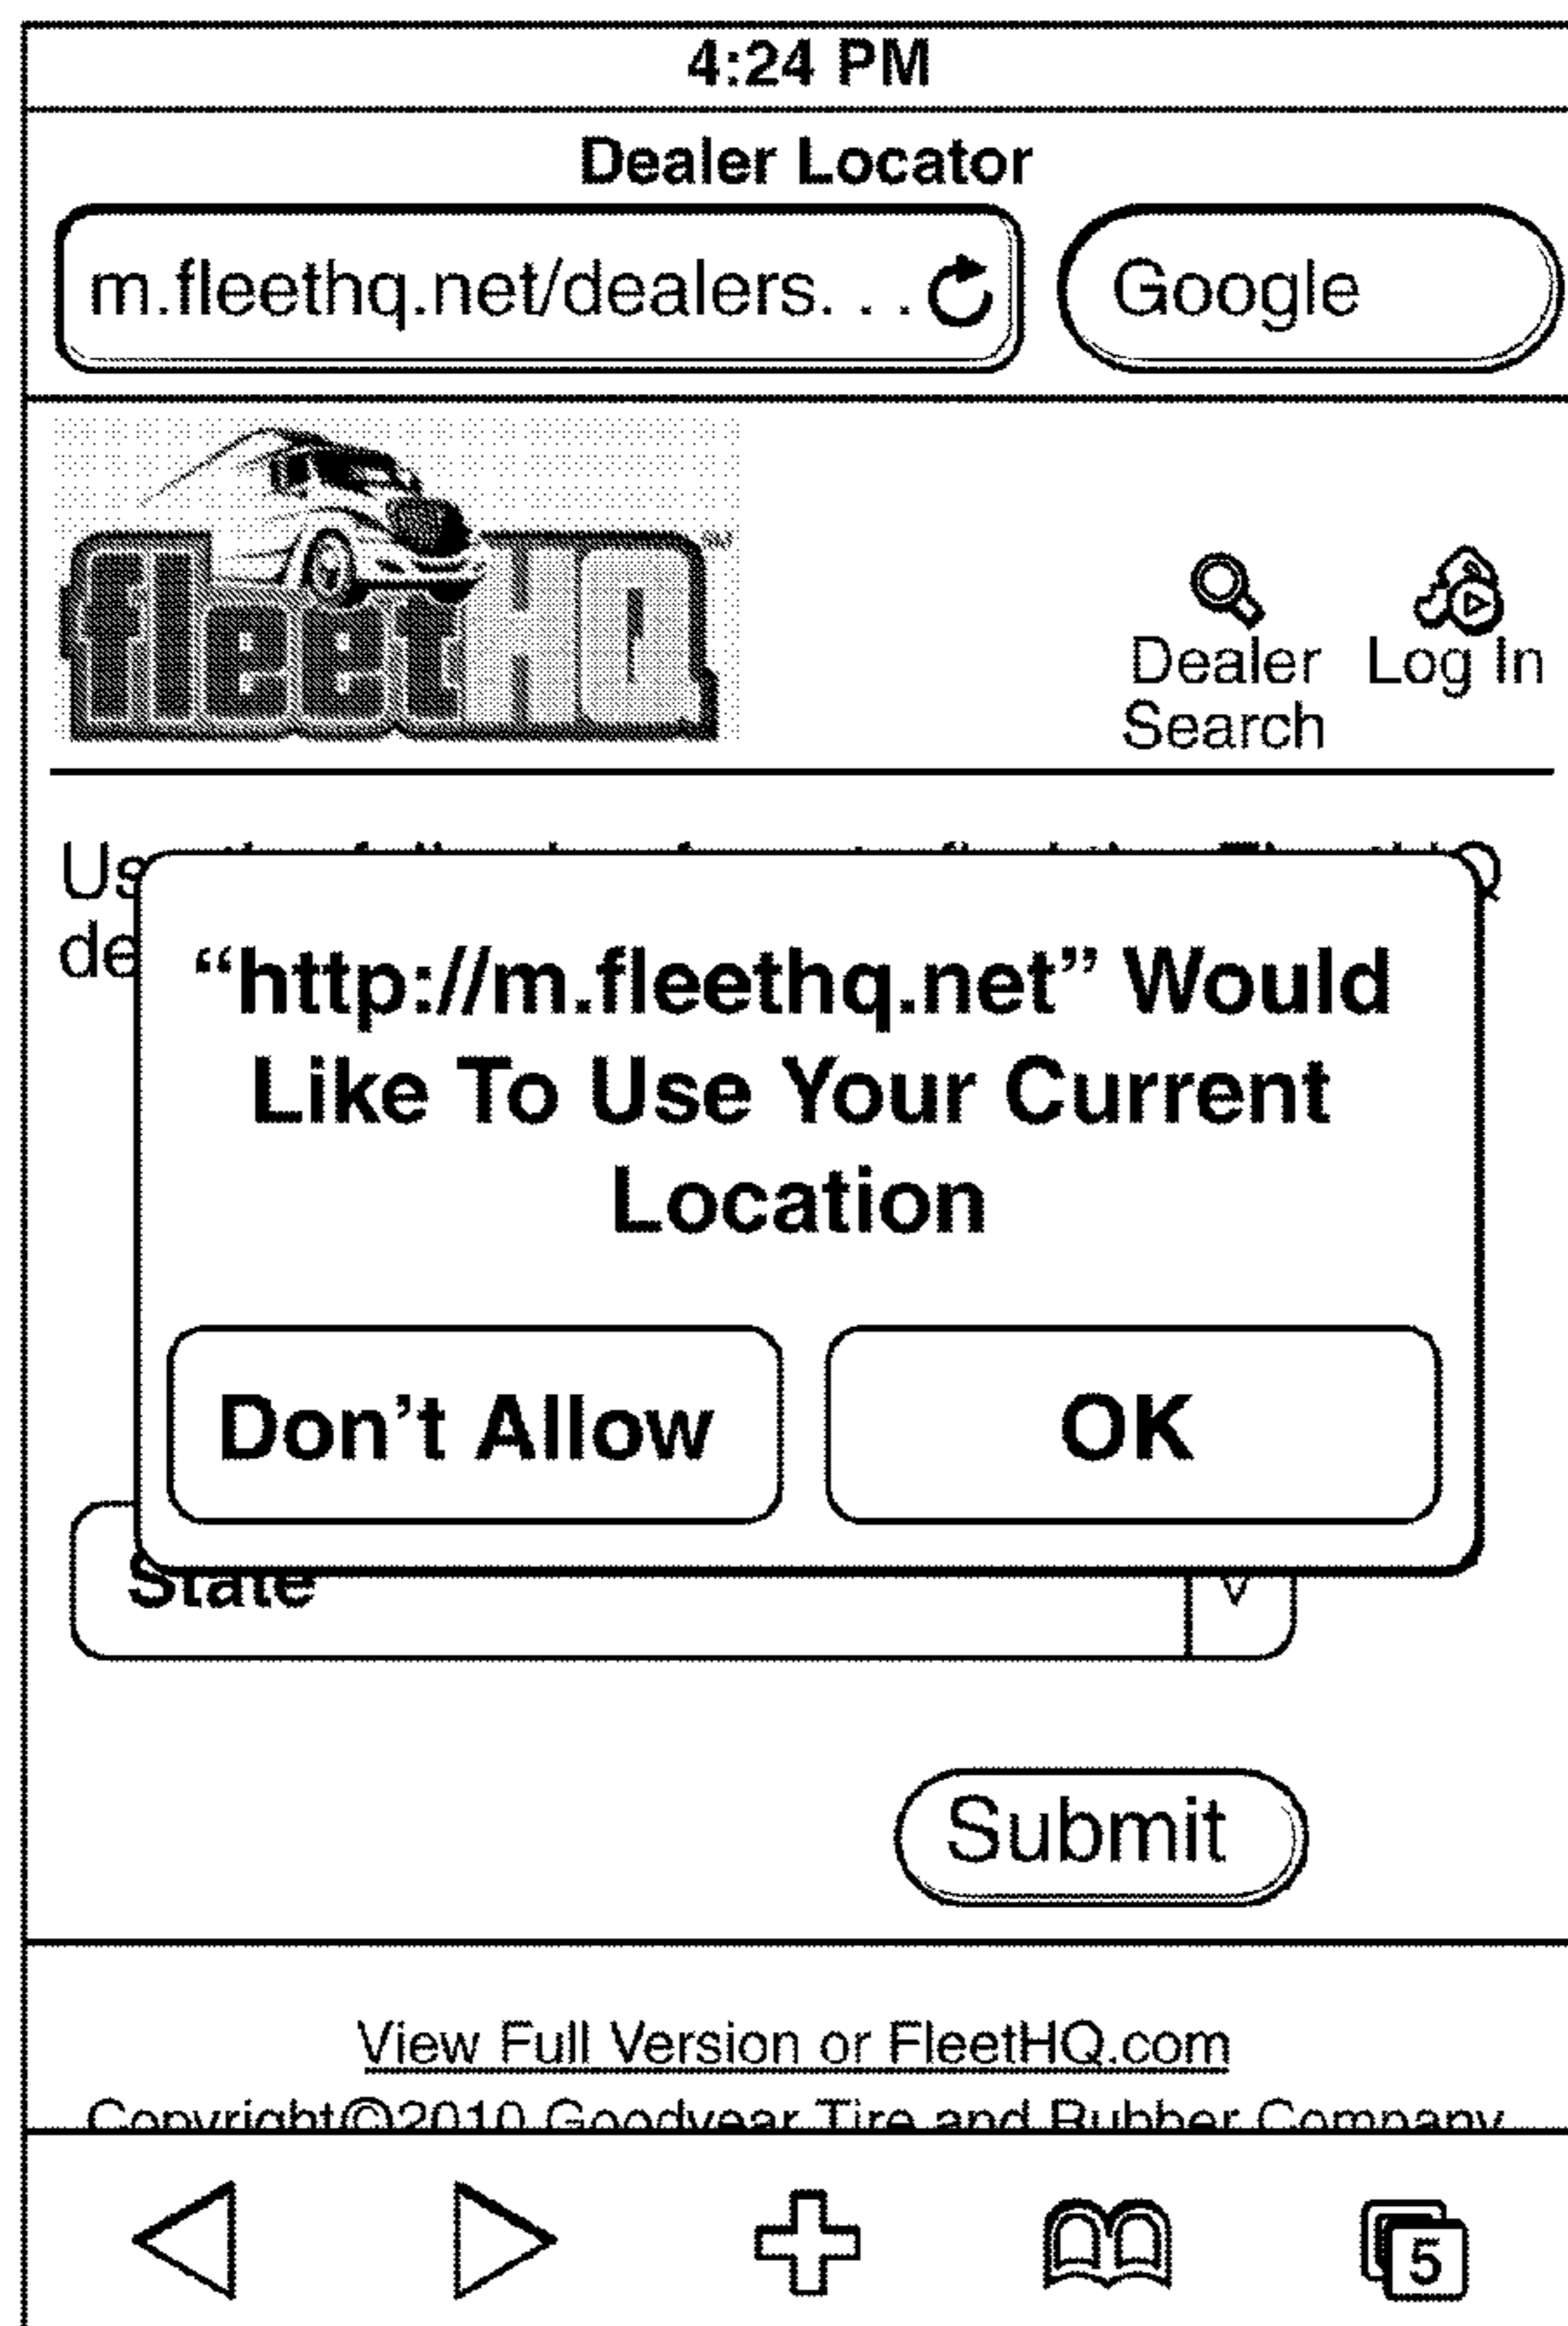 4:24 PM
Dealer Locator
m.fleethq.net/dealers. . . Google
fleetHQ
Dealer Log In
Search
“http://m.fleethq.net” Would
Like To Use Your Current
Location
Don’t Allow OK
State
Submit
View Full Version or FleetHQ.com
Copyright©2010 Goodyear Tire and Rubber Company
5